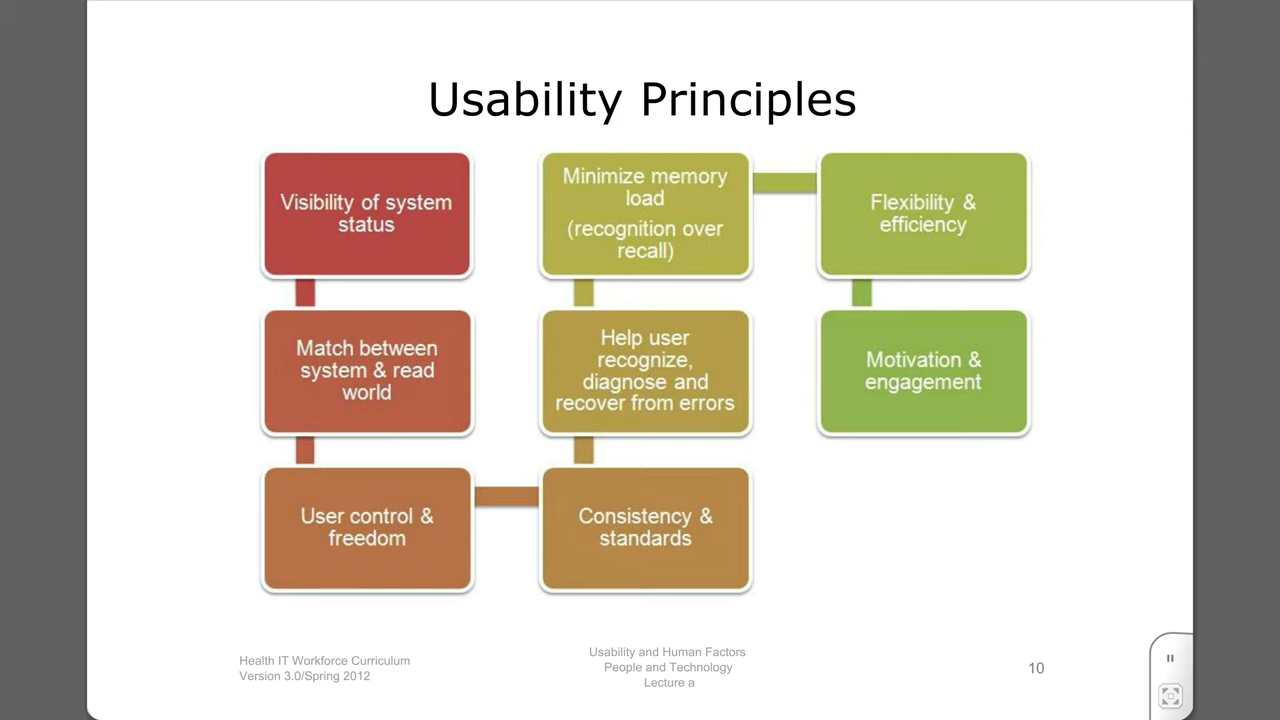 Usability Principles
Visibility of system
status
Match between
system & read
world
User control &
freedom
Consistency &
standards
Help user
recognize,
diagnose and
recover from errors
Minimize memory
load
(recognition over
recall)
Flexibility &
efficiency
Motivation &
engagement
Health IT Workforce Curriculum
Version 3.0/Spring 2012
Usability and Human Factors
People and Technology
Lecture a
10